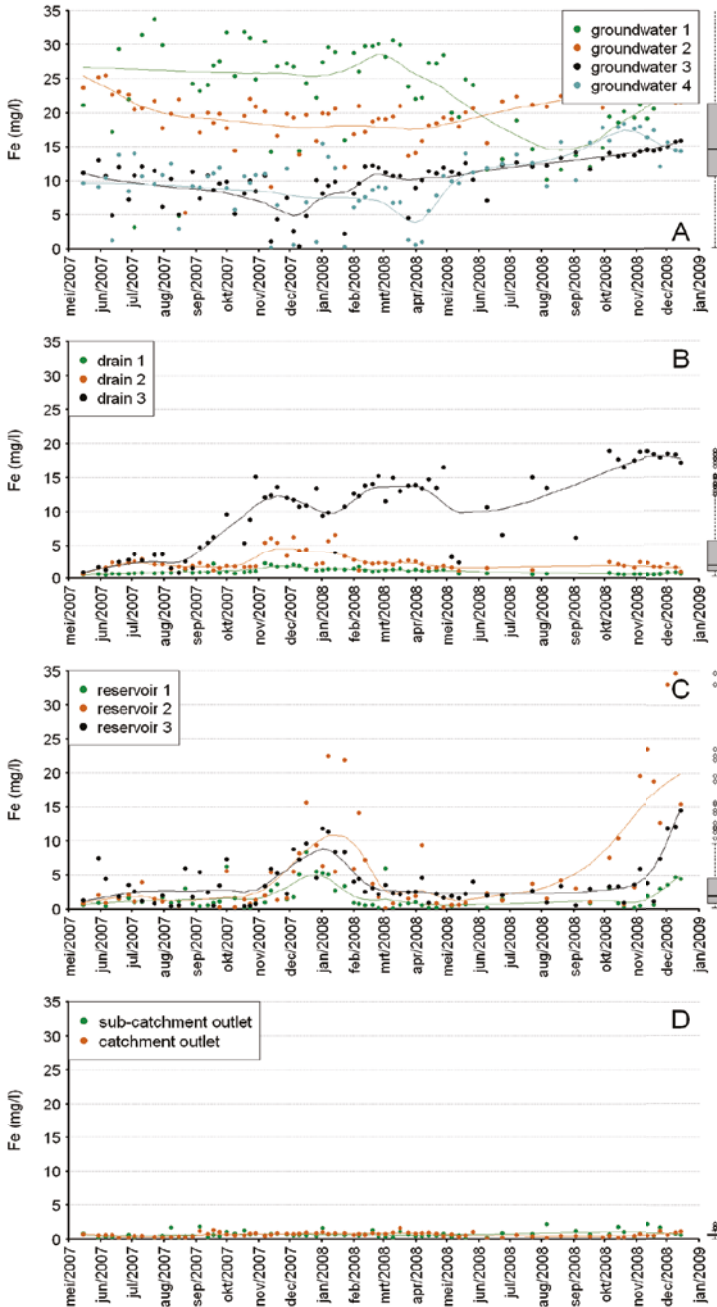 35
30
25
20
15
10
5
0
Fe (mg/l)
groundwater 1
groundwater 2
groundwater 3
groundwater 4
A
mei/2007
jun/2007
jul/2007
aug/2007
sep/2007
okt/2007
nov/2007
dec/2007
jan/2008
feb/2008
mrt/2008
apr/2008
mei/2008
jun/2008
jul/2008
aug/2008
sep/2008
okt/2008
nov/2008
dec/2008
jan/2009
35
30
25
20
15
10
5
0
Fe (mg/l)
drain 1
drain 2
drain 3
B
mei/2007
jun/2007
jul/2007
aug/2007
sep/2007
okt/2007
nov/2007
dec/2007
jan/2008
feb/2008
mrt/2008
apr/2008
mei/2008
jun/2008
jul/2008
aug/2008
sep/2008
okt/2008
nov/2008
dec/2008
jan/2009
35
30
25
20
15
10
5
0
Fe (mg/l)
reservoir 1
reservoir 2
reservoir 3
C
mei/2007
jun/2007
jul/2007
aug/2007
sep/2007
okt/2007
nov/2007
dec/2007
jan/2008
feb/2008
mrt/2008
apr/2008
mei/2008
jun/2008
jul/2008
aug/2008
sep/2008
okt/2008
nov/2008
dec/2008
jan/2009
35
30
25
20
15
10
5
0
Fe (mg/l)
sub-catchment outlet
catchment outlet
D
mei/2007
jun/2007
jul/2007
aug/2007
sep/2007
okt/2007
nov/2007
dec/2007
jan/2008
feb/2008
mrt/2008
apr/2008
mei/2008
jun/2008
jul/2008
aug/2008
sep/2008
okt/2008
nov/2008
dec/2008
jan/2009